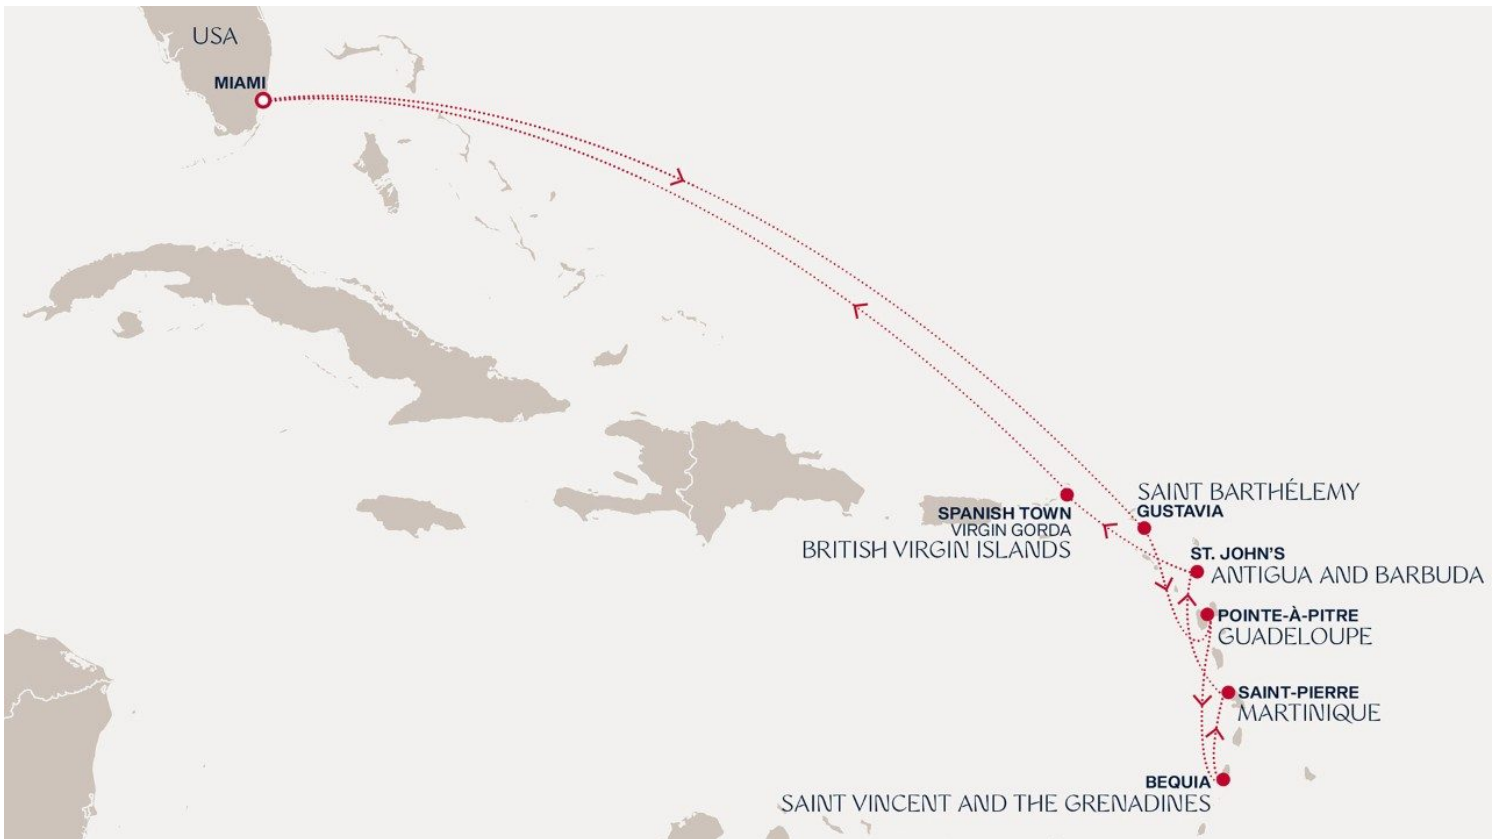 USA
MIAMI
SAINT BARTHÉLEMY
GUSTAVIA
SPANISH TOWN
VIRGIN GORDA
BRITISH VIRGIN ISLANDS
ST. JOHN'S
ANTIGUA AND BARBUDA
POINTE-À-PITRE
GUADELOUPE
SAINT-PIERRE
MARTINIQUE
BEQUIA
SAINT VINCENT AND THE GRENADINES